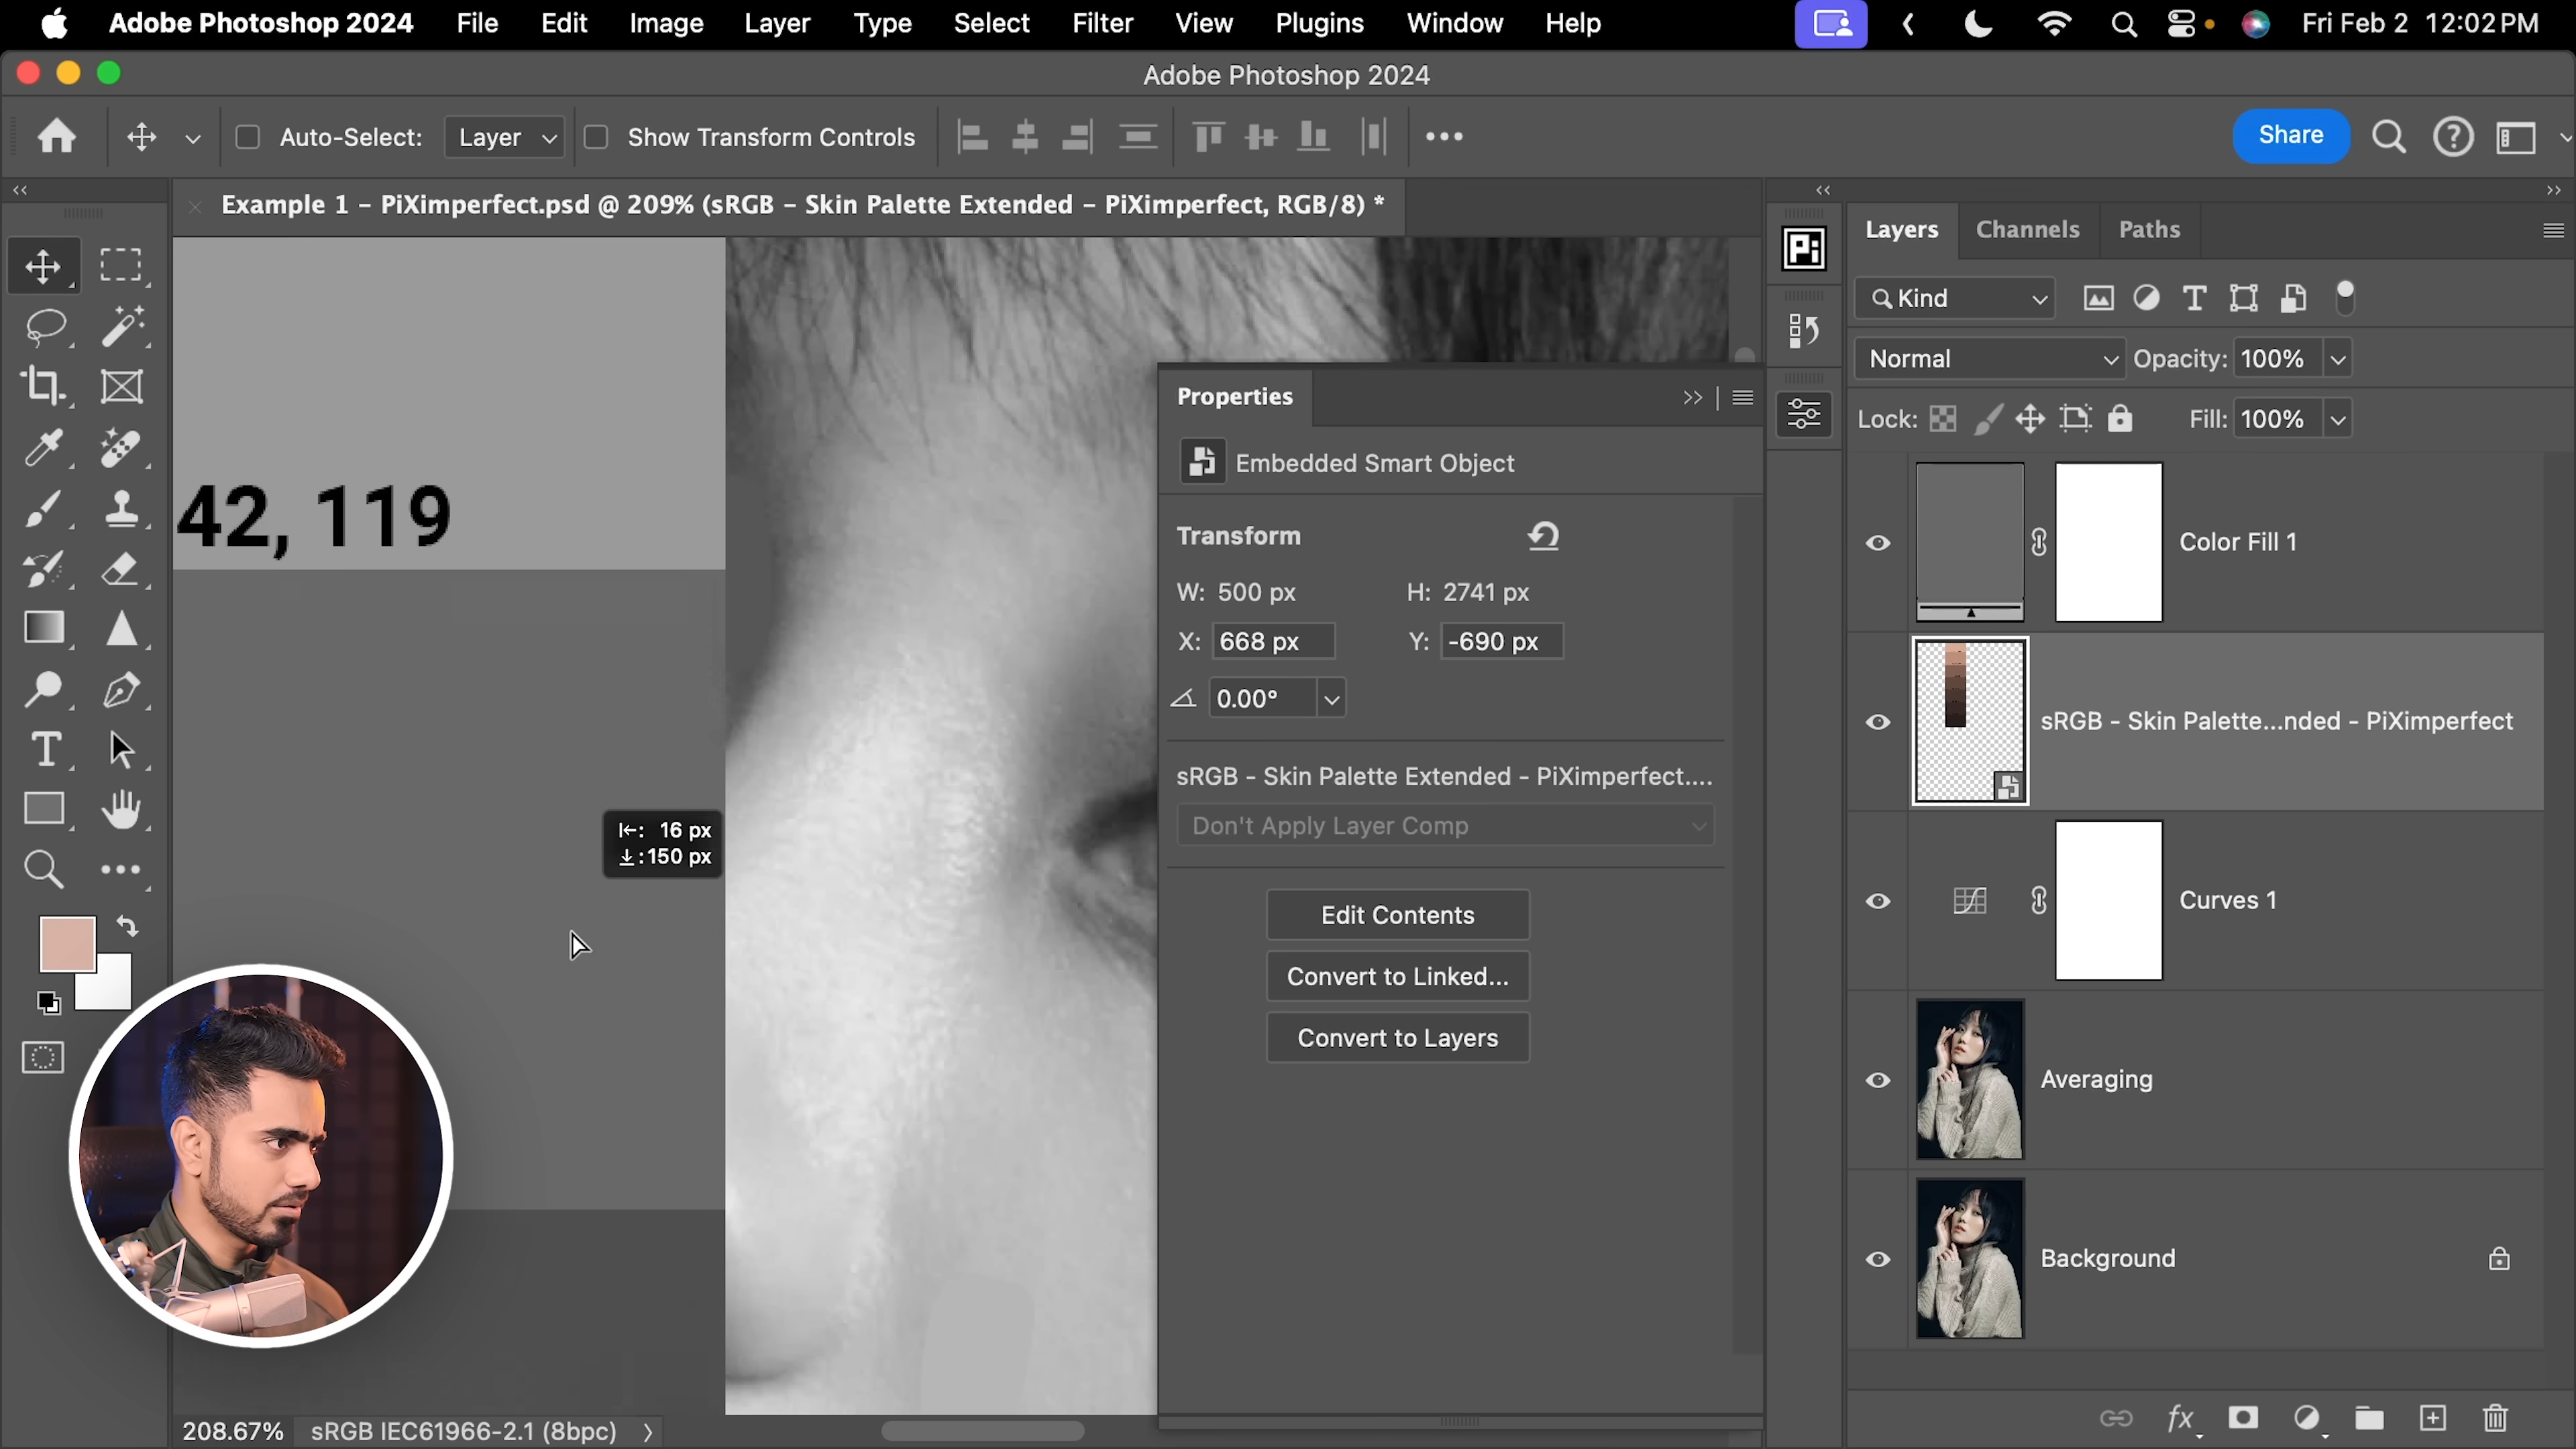 Adobe Photoshop 2024 File Edit Image Layer Type Select Filter View Plugins Window Help Fri Feb 2 12:02 PM
Adobe Photoshop 2024
Auto-Select: Layer Show Transform Controls Share
Example 1 – PiXimperfect.psd @ 209% (sRGB – Skin Palette Extended – PiXimperfect, RGB/8) *
Layers Channels Paths
Pi
Kind
Normal Opacity: 100%
Lock: Fill: 100%
42, 119
Properties
Embedded Smart Object
Transform
W: 500 px H: 2741 px
X: 668 px Y: -690 px
0.00°
sRGB – Skin Palette Extended – PiXimperfect....
Don't Apply Layer Comp
Edit Contents
Convert to Linked...
Convert to Layers
16 px
:150 px
Color Fill 1
sRGB – Skin Palette...nded – PiXimperfect
Curves 1
Averaging
Background
208.67% sRGB IEC61966-2.1 (8bpc)
fx